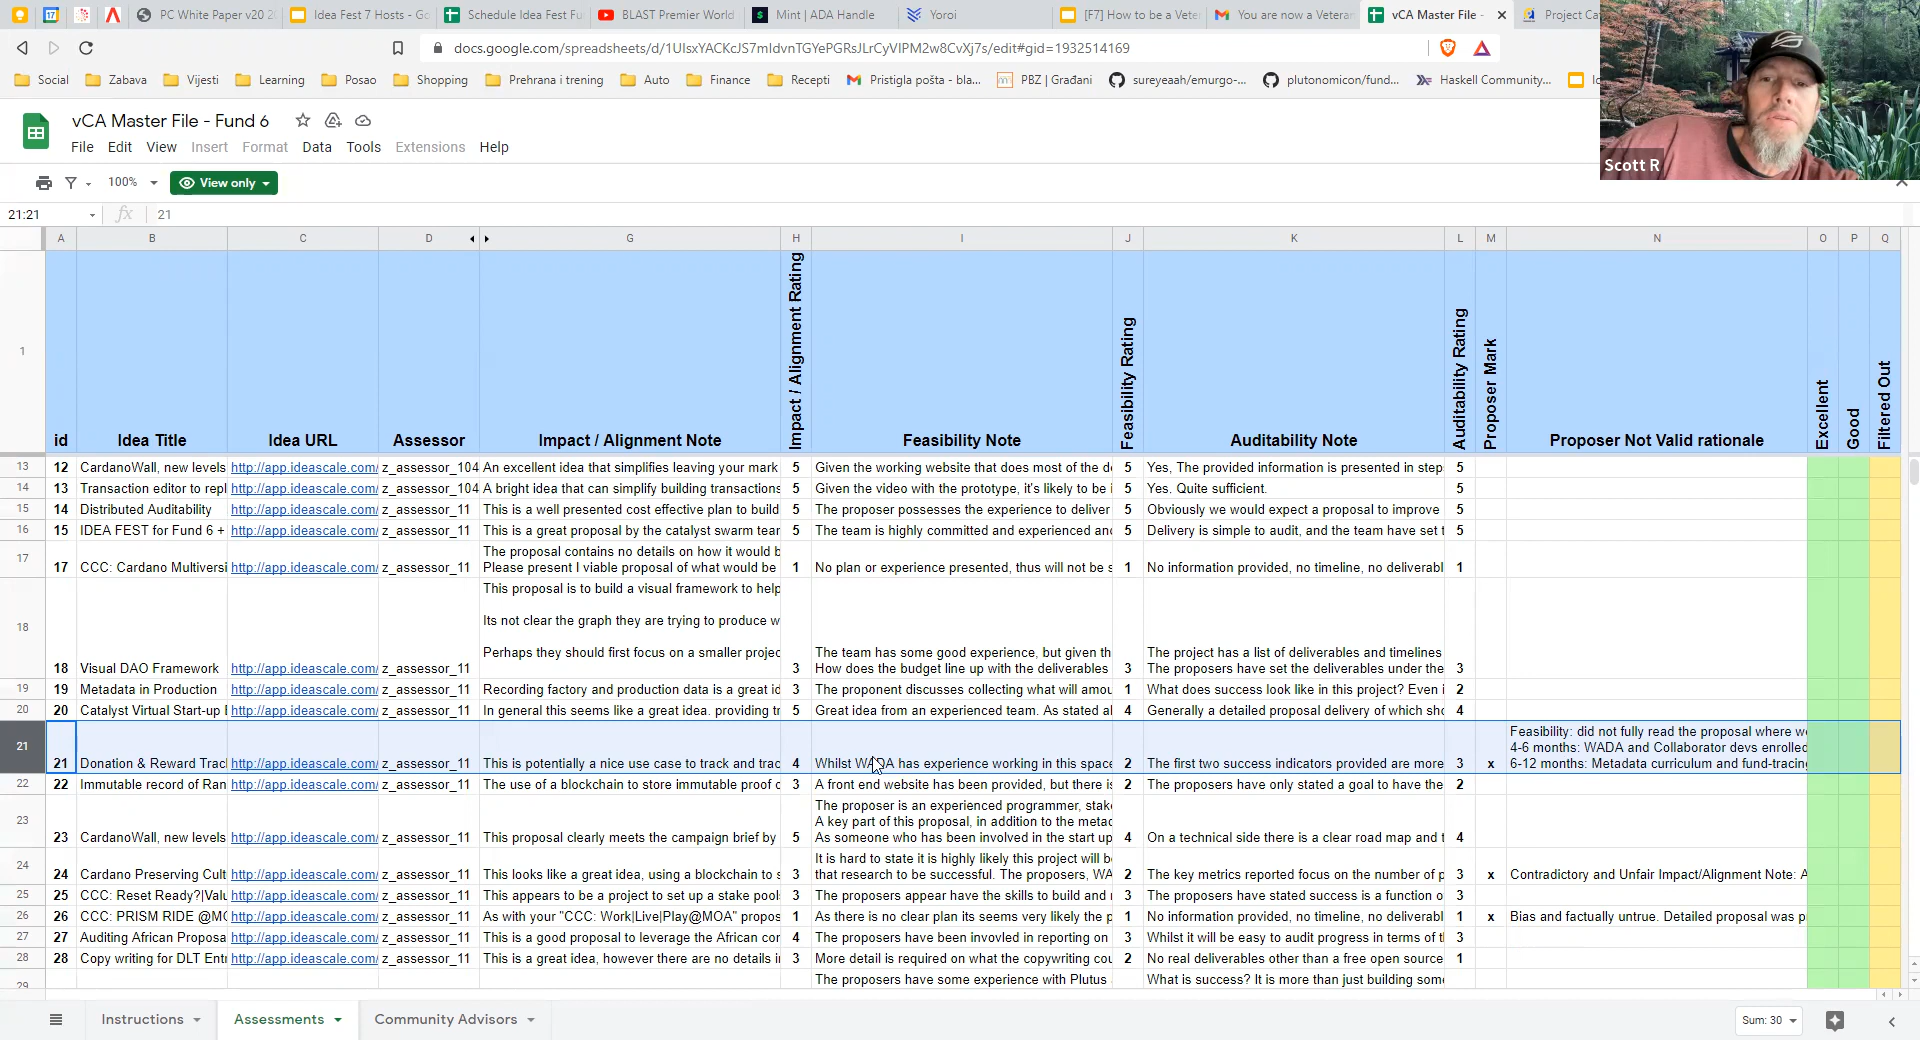 PC White Paper v20 20
Idea Fest 7 Hosts - Go
Schedule Idea Fest Fu
BLAST Premier World
Mint | ADA Handle
Yoroi
[F7] How to be a Vete
You are now a Veteran
vCA Master File -
Project Ca
docs.google.com/spreadsheets/d/1UIsxYACKcJS7mIdvnTGYePGRsJLrCyVIPM2w8CvXj7s/edit#gid=1932514169
Social
Zabava
Vijesti
Learning
Posao
Shopping
Prehrana i trening
Auto
Finance
Recepti
Pristigla pošta - bla...
PBZ | Građani
sureyeaah/emurgo-...
plutonomicon/fund...
Haskell Community...
vCA Master File - Fund 6
File Edit View Insert Format Data Tools Extensions Help
100%
View only
Scott R
21:21
fx 21
A B C D G H I J K L M N O P Q
1
id
Idea Title
Idea URL
Assessor
Impact / Alignment Note
Impact / Alignment Rating
Feasibility Note
Feasibility Rating
Auditability Note
Auditability Rating
Proposer Mark
Proposer Not Valid rationale
Excellent
Good
Filtered Out
13 12 CardanoWall, new levels http://app.ideascale.com/ z_assessor_104 An excellent idea that simplifies leaving your mark 5 Given the working website that does most of the d 5 Yes, The provided information is presented in step 5
14 13 Transaction editor to repl http://app.ideascale.com/ z_assessor_104 A bright idea that can simplify building transactions 5 Given the video with the prototype, it's likely to be i 5 Yes. Quite sufficient. 5
15 14 Distributed Auditability http://app.ideascale.com/ z_assessor_11 This is a well presented cost effective plan to build 5 The proposer possesses the experience to deliver 5 Obviously we would expect a proposal to improve 5
16 15 IDEA FEST for Fund 6 + http://app.ideascale.com/ z_assessor_11 This is a great proposal by the catalyst swarm tear 5 The team is highly committed and experienced and 5 Delivery is simple to audit, and the team have set t 5
The proposal contains no details on how it would b
17 17 CCC: Cardano Multiversi http://app.ideascale.com/ z_assessor_11 Please present I viable proposal of what would be 1 No plan or experience presented, thus will not be s 1 No information provided, no timeline, no deliverabl 1
This proposal is to build a visual framework to help
Its not clear the graph they are trying to produce w
Perhaps they should first focus on a smaller projec The team has some good experience, but given th The project has a list of deliverables and timelines
18 18 Visual DAO Framework http://app.ideascale.com/ z_assessor_11 3 How does the budget line up with the deliverables 3 The proposers have set the deliverables under the 3
19 19 Metadata in Production http://app.ideascale.com/ z_assessor_11 Recording factory and production data is a great id 3 The proponent discusses collecting what will amou 1 What does success look like in this project? Even i 2
20 20 Catalyst Virtual Start-up http://app.ideascale.com/ z_assessor_11 In general this seems like a great idea. providing tr 5 Great idea from an experienced team. As stated al 4 Generally a detailed proposal delivery of which sho 4
Feasibility: did not fully read the proposal where w
4-6 months: WADA and Collaborator devs enrolled
21 21 Donation & Reward Trac http://app.ideascale.com/ z_assessor_11 This is potentially a nice use case to track and trac 4 Whilst WADA has experience working in this space 2 The first two success indicators provided are more 3 x 6-12 months: Metadata curriculum and fund-tracing
22 22 Immutable record of Ran http://app.ideascale.com/ z_assessor_11 The use of a blockchain to store immutable proof c 3 A front end website has been provided, but there is 2 The proposers have only stated a goal to have the 2
The proposer is an experienced programmer, stak
A key part of this proposal, in addition to the metad
23 23 CardanoWall, new levels http://app.ideascale.com/ z_assessor_11 This proposal clearly meets the campaign brief by 5 As someone who has been involved in the start up 4 On a technical side there is a clear road map and t 4
It is hard to state it is highly likely this project will b
24 24 Cardano Preserving Cult http://app.ideascale.com/ z_assessor_11 This looks like a great idea, using a blockchain to s 3 that research to be successful. The proposers, WA 2 The key metrics reported focus on the number of p 3 x Contradictory and Unfair Impact/Alignment Note: A
25 25 CCC: Reset Ready?|Valu http://app.ideascale.com/ z_assessor_11 This appears to be a project to set up a stake pool 3 The proposers appear have the skills to build and r 3 The proposers have stated success is a function o 3
26 26 CCC: PRISM RIDE @MO http://app.ideascale.com/ z_assessor_11 As with your "CCC: Work|Live|Play@MOA" propos 1 As there is no clear plan its seems very likely the p 1 No information provided, no timeline, no deliverabl 1 x Bias and factually untrue. Detailed proposal was p
27 27 Auditing African Proposa http://app.ideascale.com/ z_assessor_11 This is a good proposal to leverage the African cor 4 The proposers have been invovled in reporting on 3 Whilst it will be easy to audit progress in terms of t 3
28 28 Copy writing for DLT Ent http://app.ideascale.com/ z_assessor_11 This is a great idea, however there are no details i 3 More detail is required on what the copywriting cou 2 No real deliverables other than a free open source 1
29 The proposers have some experience with Plutus What is success? It is more than just building som
Instructions
Assessments
Community Advisors
Sum: 30